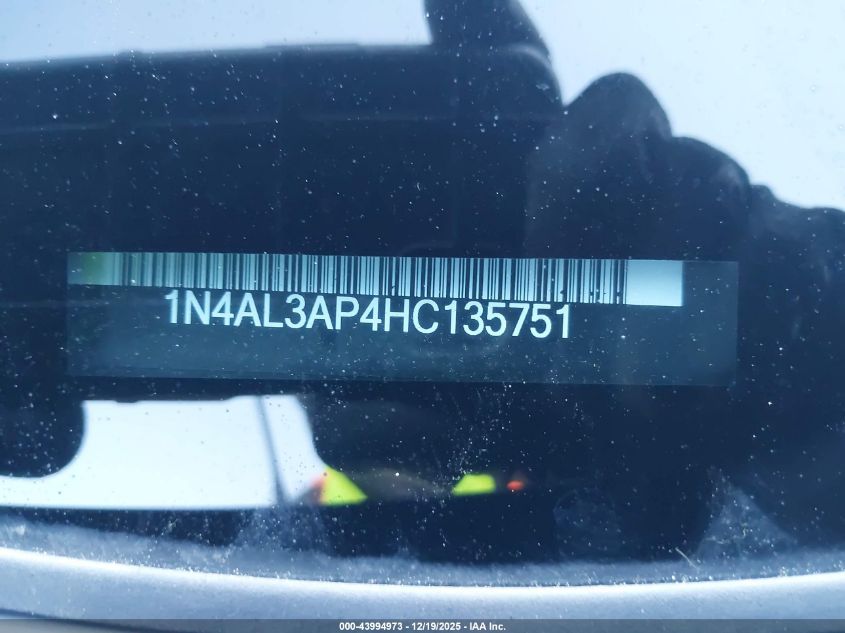 1N4AL3AP4HC135751
000-43994973 - 12/19/2025 - IAA Inc.